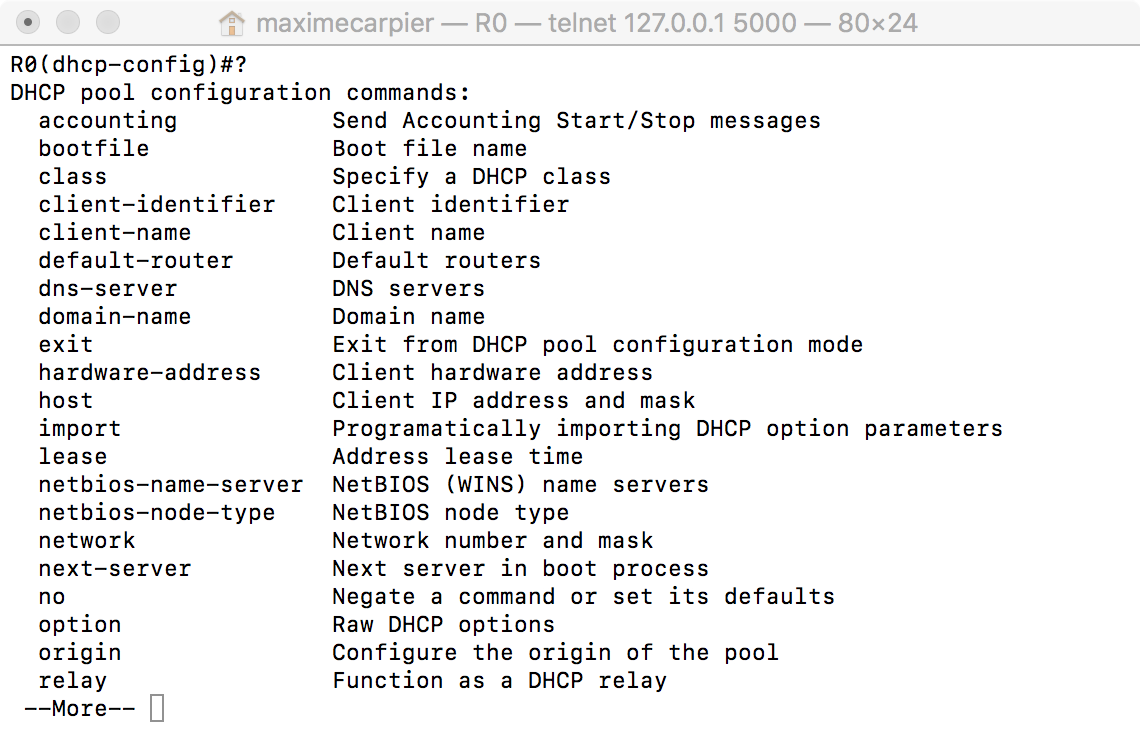 maximecarpier — R0 — telnet 127.0.0.1 5000 — 80×24
R0(dhcp-config)#?
DHCP pool configuration commands:
  accounting           Send Accounting Start/Stop messages
  bootfile             Boot file name
  class                Specify a DHCP class
  client-identifier    Client identifier
  client-name          Client name
  default-router       Default routers
  dns-server           DNS servers
  domain-name          Domain name
  exit                 Exit from DHCP pool configuration mode
  hardware-address     Client hardware address
  host                 Client IP address and mask
  import               Programatically importing DHCP option parameters
  lease                Address lease time
  netbios-name-server  NetBIOS (WINS) name servers
  netbios-node-type    NetBIOS node type
  network              Network number and mask
  next-server          Next server in boot process
  no                   Negate a command or set its defaults
  option               Raw DHCP options
  origin               Configure the origin of the pool
  relay                Function as a DHCP relay
 --More--